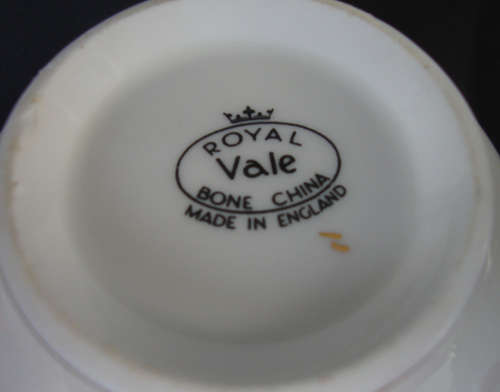 ROYAL
Vale
BONE CHINA
MADE IN ENGLAND